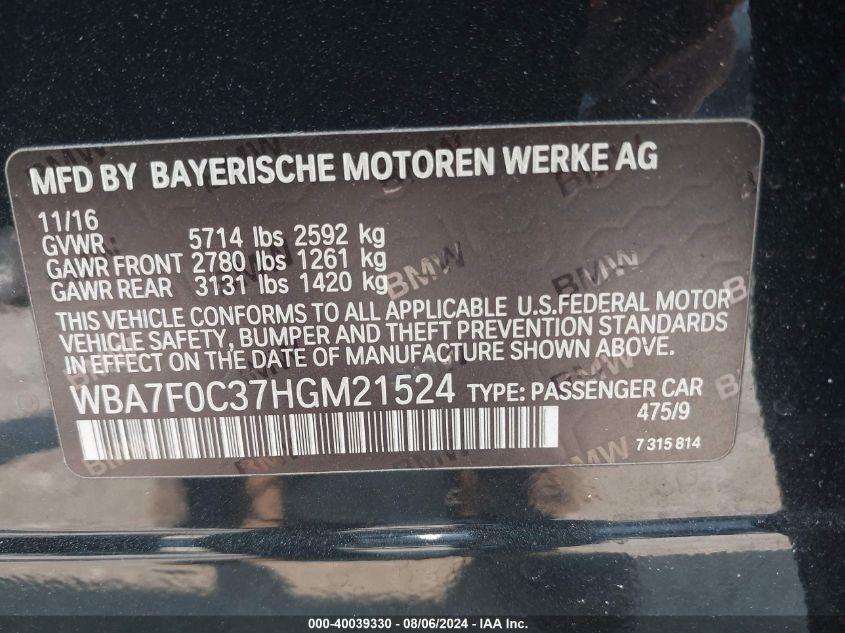 MFD BY BAYERISCHE MOTOREN WERKE AG
11/16
GVWR 5714 lbs 2592 kg
GAWR FRONT 2780 lbs 1261 kg
GAWR REAR 3131 lbs 1420 kg
THIS VEHICLE CONFORMS TO ALL APPLICABLE U.S.FEDERAL MOTOR
VEHICLE SAFETY, BUMPER AND THEFT PREVENTION STANDARDS
IN EFFECT ON THE DATE OF MANUFACTURE SHOWN ABOVE.
WBA7F0C37HGM21524 TYPE: PASSENGER CAR
475/9
7 315 814
000-40039330 - 08/06/2024 - IAA Inc.